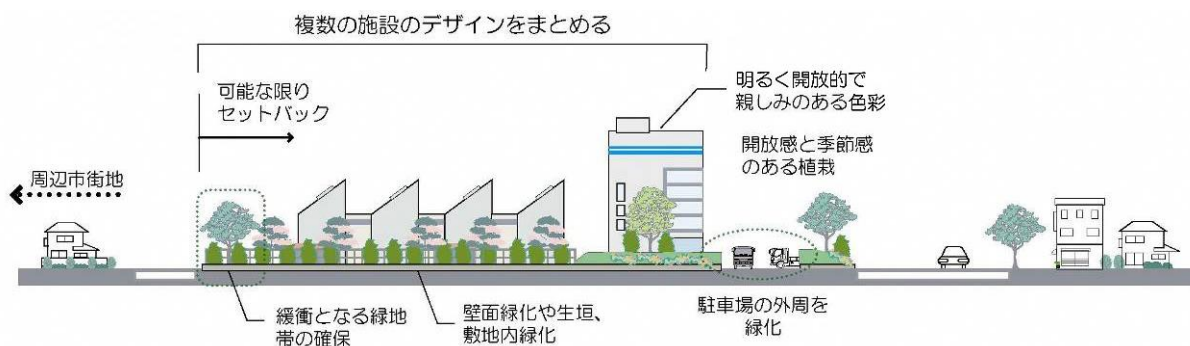 複数の施設のデザインをまとめる
可能な限り
セットバック
明るく開放的で
親しみのある色彩
開放感と季節感
のある植栽
周辺市街地
緩衝となる緑地
帯の確保
壁面緑化や生垣、
敷地内緑化
駐車場の外周を
緑化